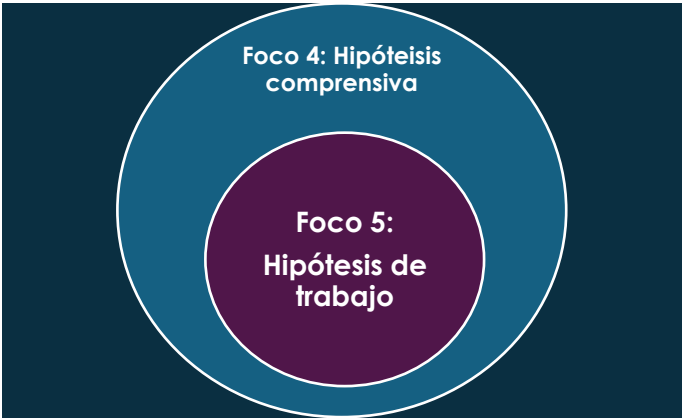 Foco 4: Hipóteisis
comprensiva
Foco 5:
Hipótesis de
trabajo